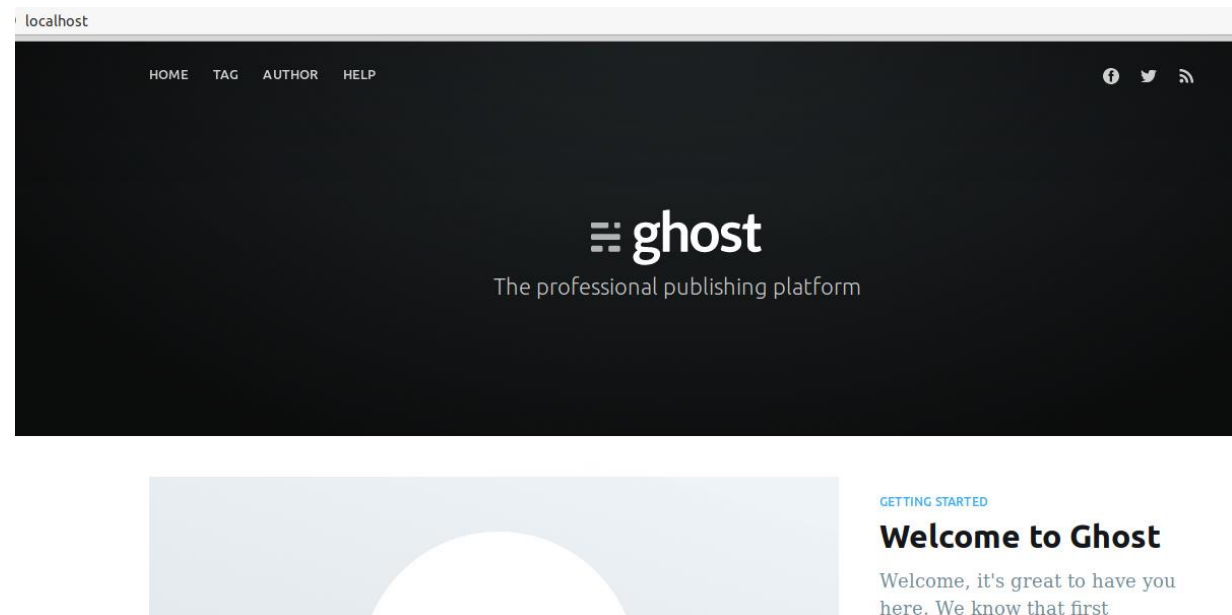 localhost
HOME TAG AUTHOR HELP
ghost
The professional publishing platform
GETTING STARTED
Welcome to Ghost
Welcome, it's great to have you
here. We know that first